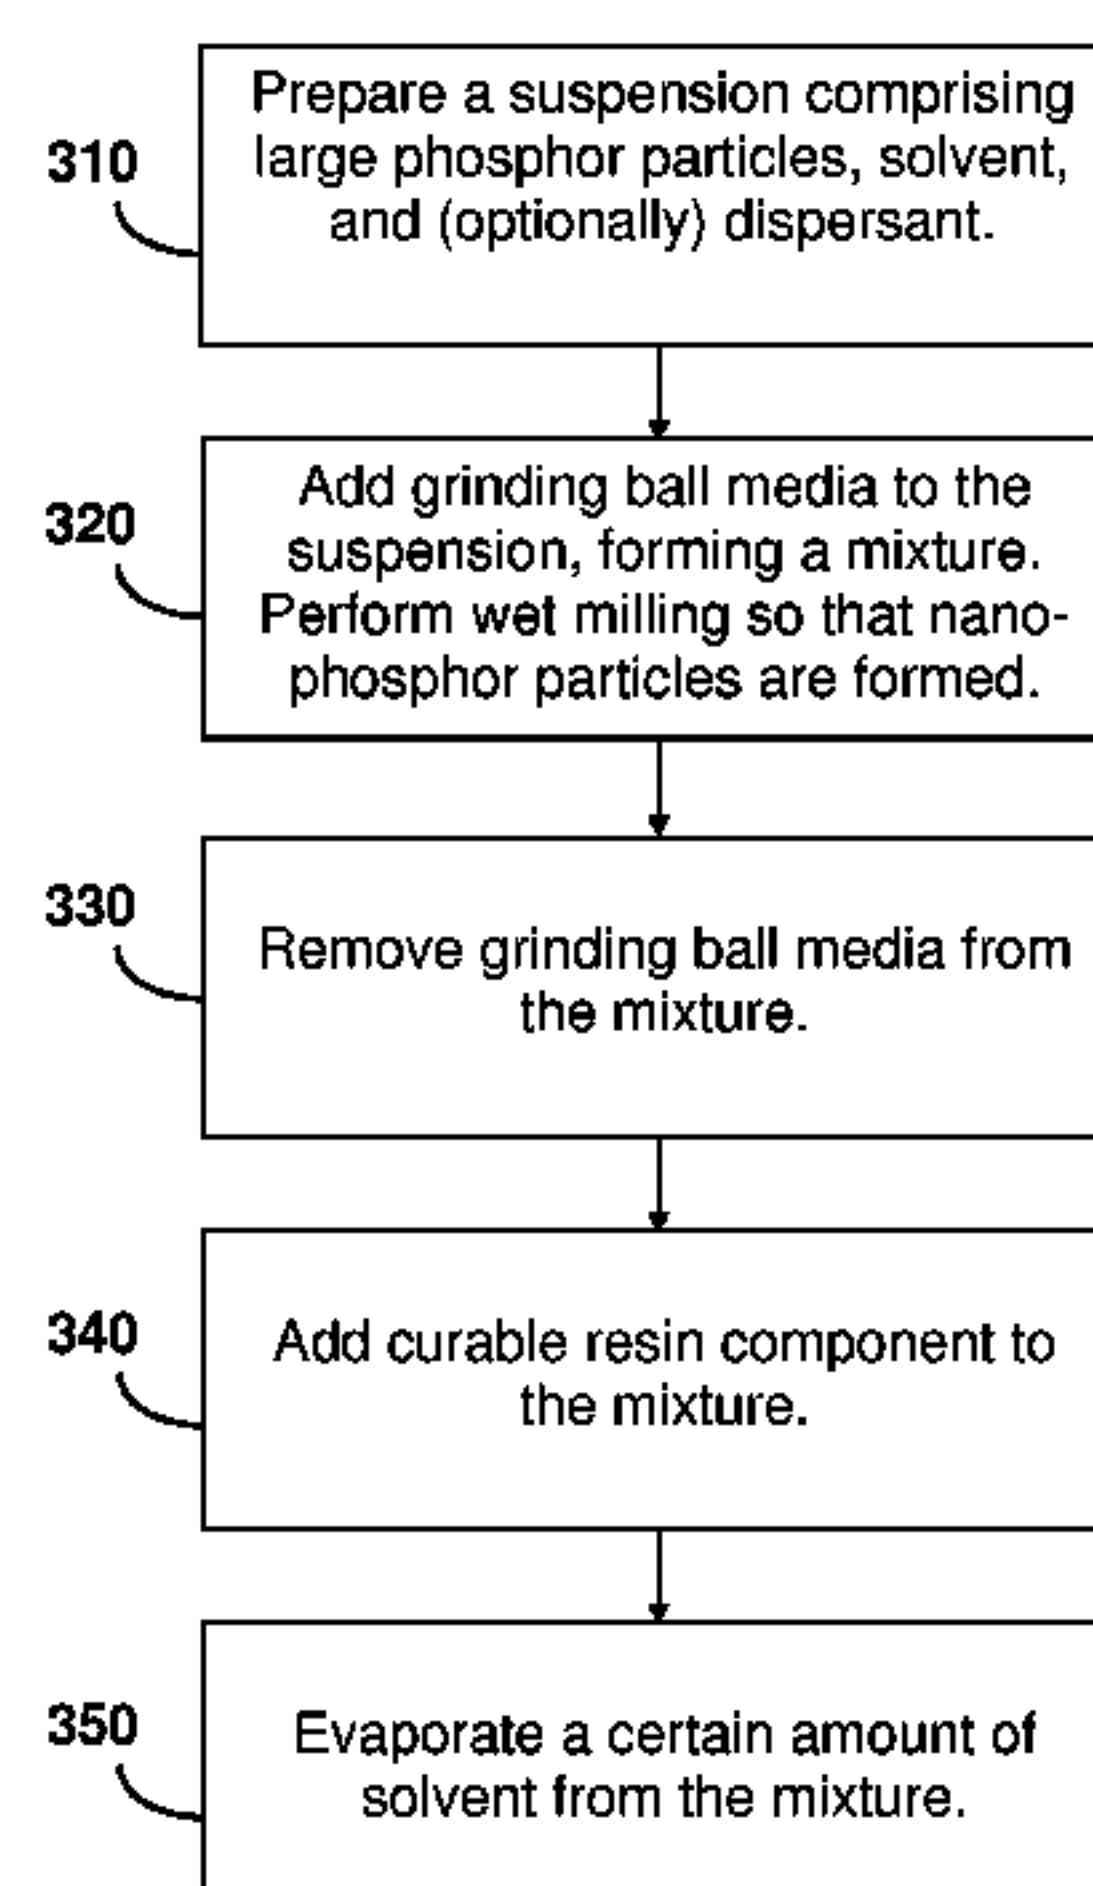 310
Prepare a suspension comprising
large phosphor particles, solvent,
and (optionally) dispersant.
320
Add grinding ball media to the
suspension, forming a mixture.
Perform wet milling so that nano-
phosphor particles are formed.
330
Remove grinding ball media from
the mixture.
340
Add curable resin component to
the mixture.
350
Evaporate a certain amount of
solvent from the mixture.